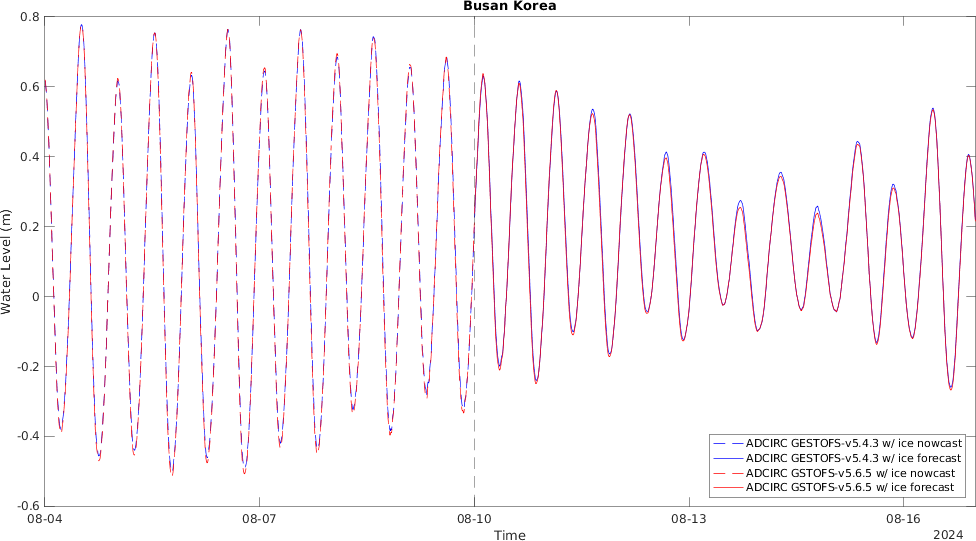 Busan Korea
0.8
0.6
0.4
0.2
0
-0.2
-0.4
-0.6
Water Level (m)
ADCIRC GESTOFS-v5.4.3 w/ ice nowcast
ADCIRC GESTOFS-v5.4.3 w/ ice forecast
ADCIRC GSTOFS-v5.6.5 w/ ice nowcast
ADCIRC GSTOFS-v5.6.5 w/ ice forecast
08-04 08-07 08-10 08-13 08-16
Time
2024